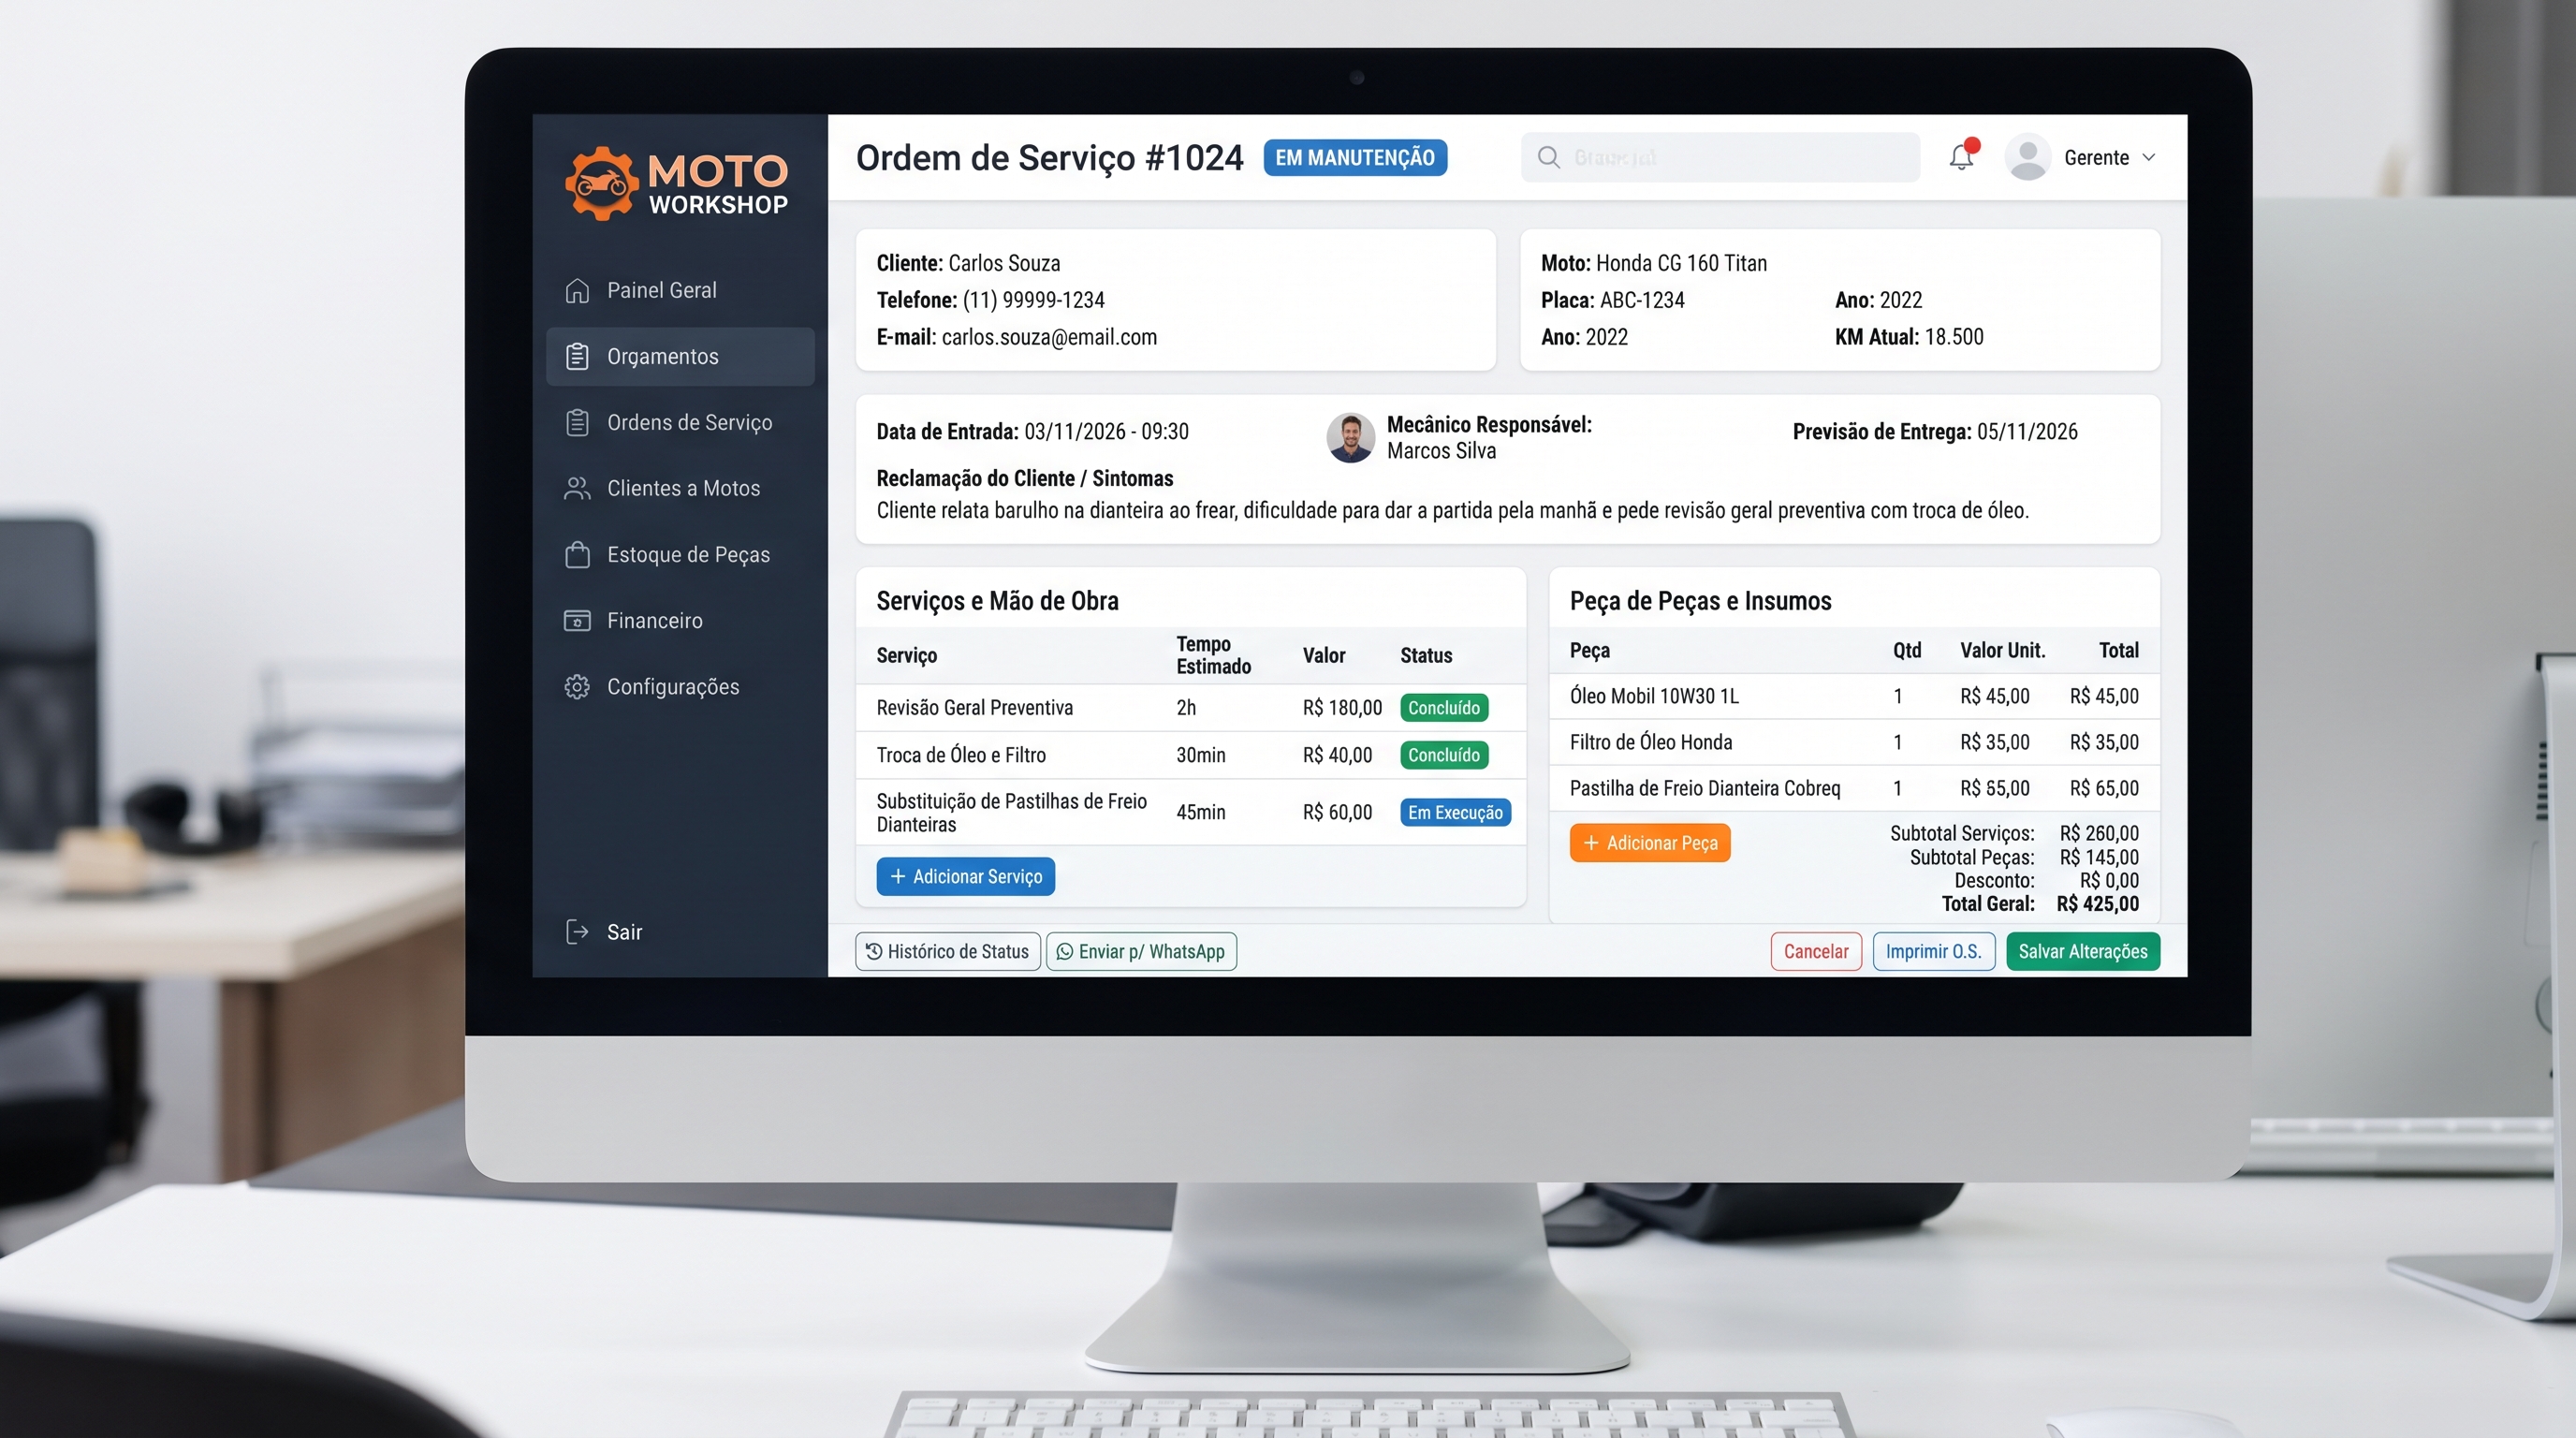 MOTO
WORKSHOP
Painel Geral
Orgamentos
Ordens de Serviço
Clientes a Motos
Estoque de Peças
Financeiro
Configurações
Sair
Ordem de Serviço #1024 EM MANUTENÇÃO
Gerente
Cliente: Carlos Souza
Telefone: (11) 99999-1234
E-mail: carlos.souza@email.com
Moto: Honda CG 160 Titan
Placa: ABC-1234 Ano: 2022
Ano: 2022 KM Atual: 18.500
Data de Entrada: 03/11/2026 - 09:30
Mecânico Responsável:
Marcos Silva
Previsão de Entrega: 05/11/2026
Reclamação do Cliente / Sintomas
Cliente relata barulho na dianteira ao frear, dificuldade para dar a partida pela manhã e pede revisão geral preventiva com troca de óleo.
Serviços e Mão de Obra
Serviço Tempo Estimado Valor Status
Revisão Geral Preventiva 2h R$ 180,00 Concluído
Troca de Óleo e Filtro 30min R$ 40,00 Concluído
Substituição de Pastilhas de Freio
Dianteiras 45min R$ 60,00 Em Execução
+ Adicionar Serviço
Peça de Peças e Insumos
Peça Qtd Valor Unit. Total
Óleo Mobil 10W30 1L 1 R$ 45,00 R$ 45,00
Filtro de Óleo Honda 1 R$ 35,00 R$ 35,00
Pastilha de Freio Dianteira Cobreq 1 R$ R$ 65,00
+ Adicionar Peça
Subtotal Serviços: R$ 260,00
Subtotal Peças: R$ 145,00
Desconto: R$ 0,00
Total Geral: R$ 425,00
Histórico de Status Enviar p/ WhatsApp
Cancelar Imprimir O.S. Salvar Alterações